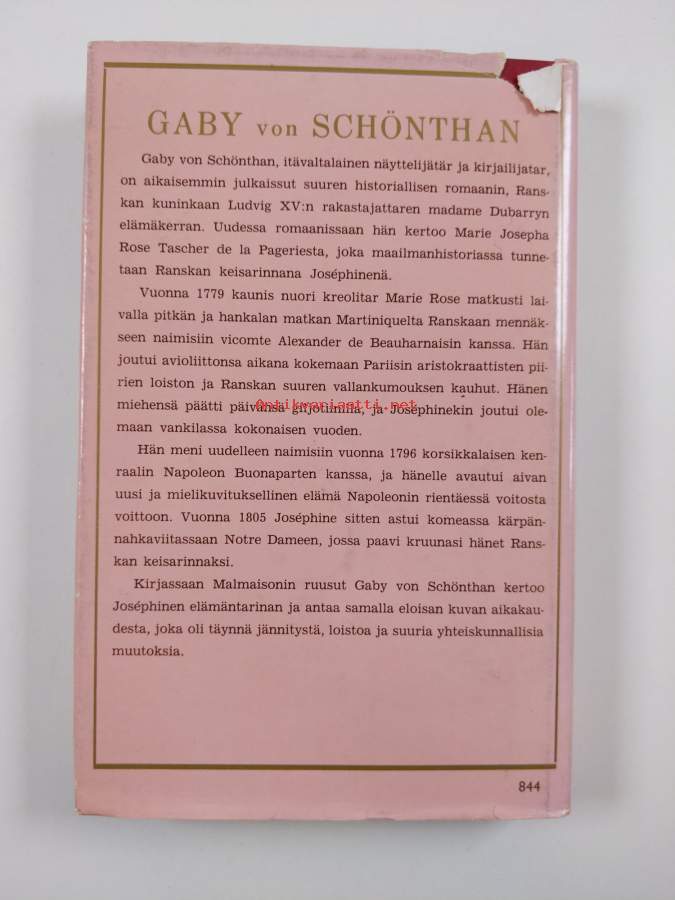 GABY von SCHÖNTHAN
Gaby von Schönthan, itävaltalainen näyttelijätär ja kirjailijatar,
on aikaisemmin julkaissut suuren historiallisen romaanin, Rans-
kan kuninkaan Ludvig XV:n rakastajattaren madame Dubarryn
elämäkerran. Uudessa romaanissaan hän kertoo Marie Josepha
Rose Tascher de la Pageriesta, joka maailmanhistoriassa tunne-
taan Ranskan keisarinnana Joséphinenä.
Vuonna 1779 kaunis nuori kreolitar Marie Rose matkusti lai-
valla pitkän ja hankalan matkan Martiniquelta Ranskaan mennäk-
seen naimisiin vicomte Alexander de Beauharnaisin kanssa. Hän
joutui avioliittonsa aikana kokemaan Pariisin aristokraattisten pii-
rien loiston ja Ranskan suuren vallankumouksen kauhut. Hänen
Antikvariaatti.net
miehensä päätti päivänsä giljotiinilla, ja Joséphinekin joutui ole-
maan vankilassa kokonaisen vuoden.
Hän meni uudelleen naimisiin vuonna 1796 korsikkalaisen ken-
raalin Napoleon Buonaparten kanssa, ja hänelle avautui aivan
uusi ja mielikuvituksellinen elämä Napoleonin rientäessä voitosta
voittoon. Vuonna 1805 Joséphine sitten astui komeassa kärpän-
nahkaviitassaan Notre Dameen, jossa paavi kruunasi hänet Rans-
kan keisarinnaksi.
Kirjassaan Malmaisonin ruusut Gaby von Schönthan kertoo
Joséphinen elämäntarinan ja antaa samalla eloisan kuvan aikakau-
desta, joka oli täynnä jännitystä, loistoa ja suuria yhteiskunnallisia
muutoksia.
844